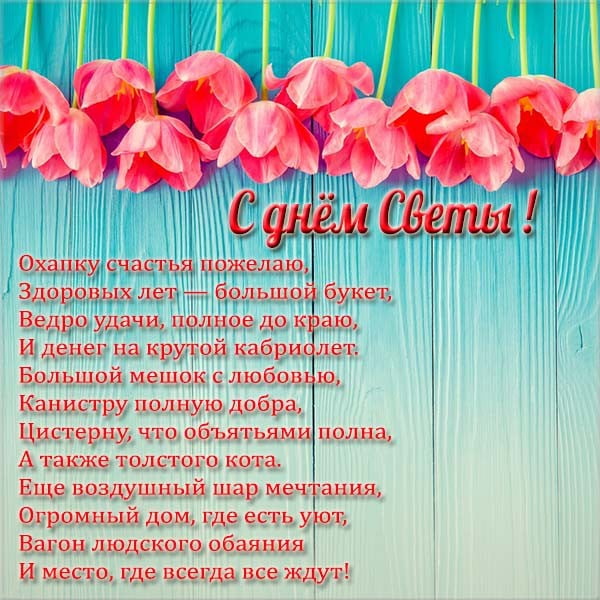 С днём Светы !
Охапку счастья пожелаю,
Здоровых лет — большой букет,
Ведро удачи, полное до краю,
И денег на крутой кабриолет.
Большой мешок с любовью,
Канистру полную добра,
Цистерну, что объятьями полна,
А также толстого кота.
Еще воздушный шар мечтания,
Огромный дом, где есть уют,
Вагон людского обаяния
И место, где всегда все ждут!